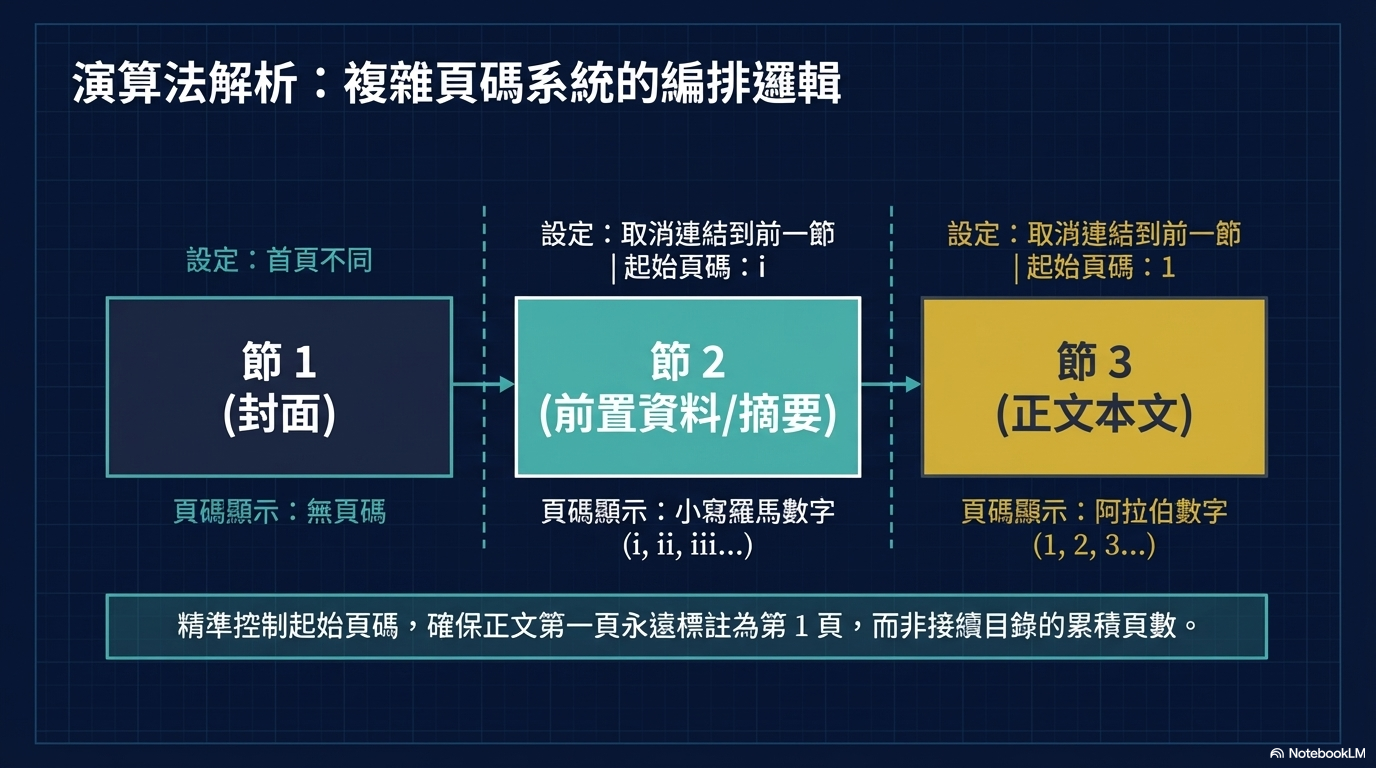 演算法解析：複雜頁碼系統的編排邏輯
設定：首頁不同
節 1
(封面)
頁碼顯示：無頁碼
設定：取消連結到前一節
| 起始頁碼：i
節 2
(前置資料/摘要)
頁碼顯示：小寫羅馬數字
(i, ii, iii...)
設定：取消連結到前一節
| 起始頁碼：1
節 3
(正文本文)
頁碼顯示：阿拉伯數字
(1, 2, 3...)
精準控制起始頁碼，確保正文第一頁永遠標註為第 1 頁，而非接續目錄的累積頁數。
NotebookLM